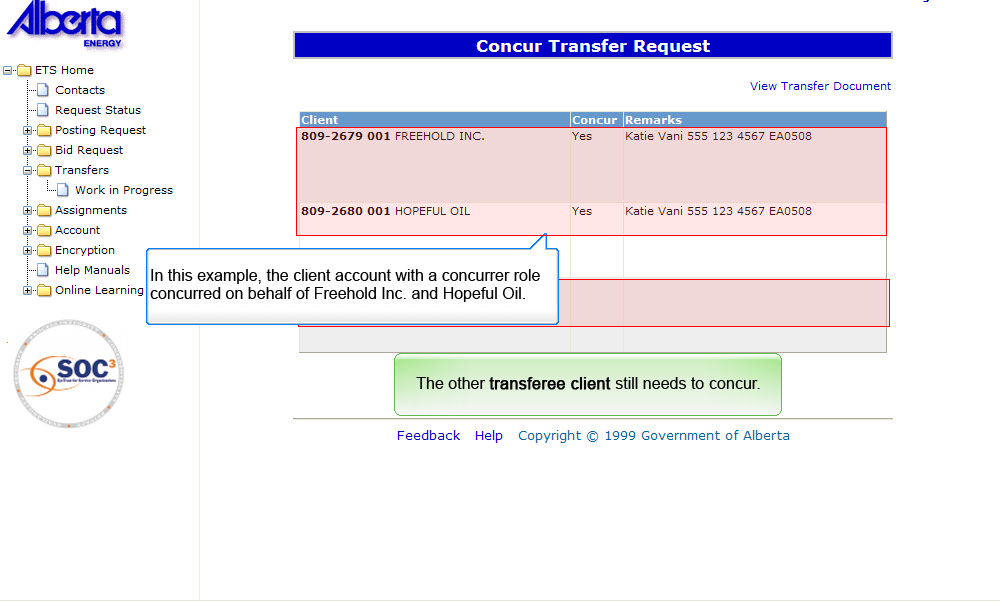 Alberta
ENERGY
ETS Home
Contacts
Request Status
Posting Request
Bid Request
Transfers
Work in Progress
Assignments
Account
Encryption
Help Manuals
Online Learning
SOC3
Concur Transfer Request
View Transfer Document
Client Concur Remarks
809-2679 001 FREEHOLD INC. Yes Katie Vani 555 123 4567 EA0508
809-2680 001 HOPEFUL OIL Yes Katie Vani 555 123 4567 EA0508
In this example, the client account with a concurrer role
concurred on behalf of Freehold Inc. and Hopeful Oil.
The other transferee client still needs to concur.
Feedback Help Copyright © 1999 Government of Alberta